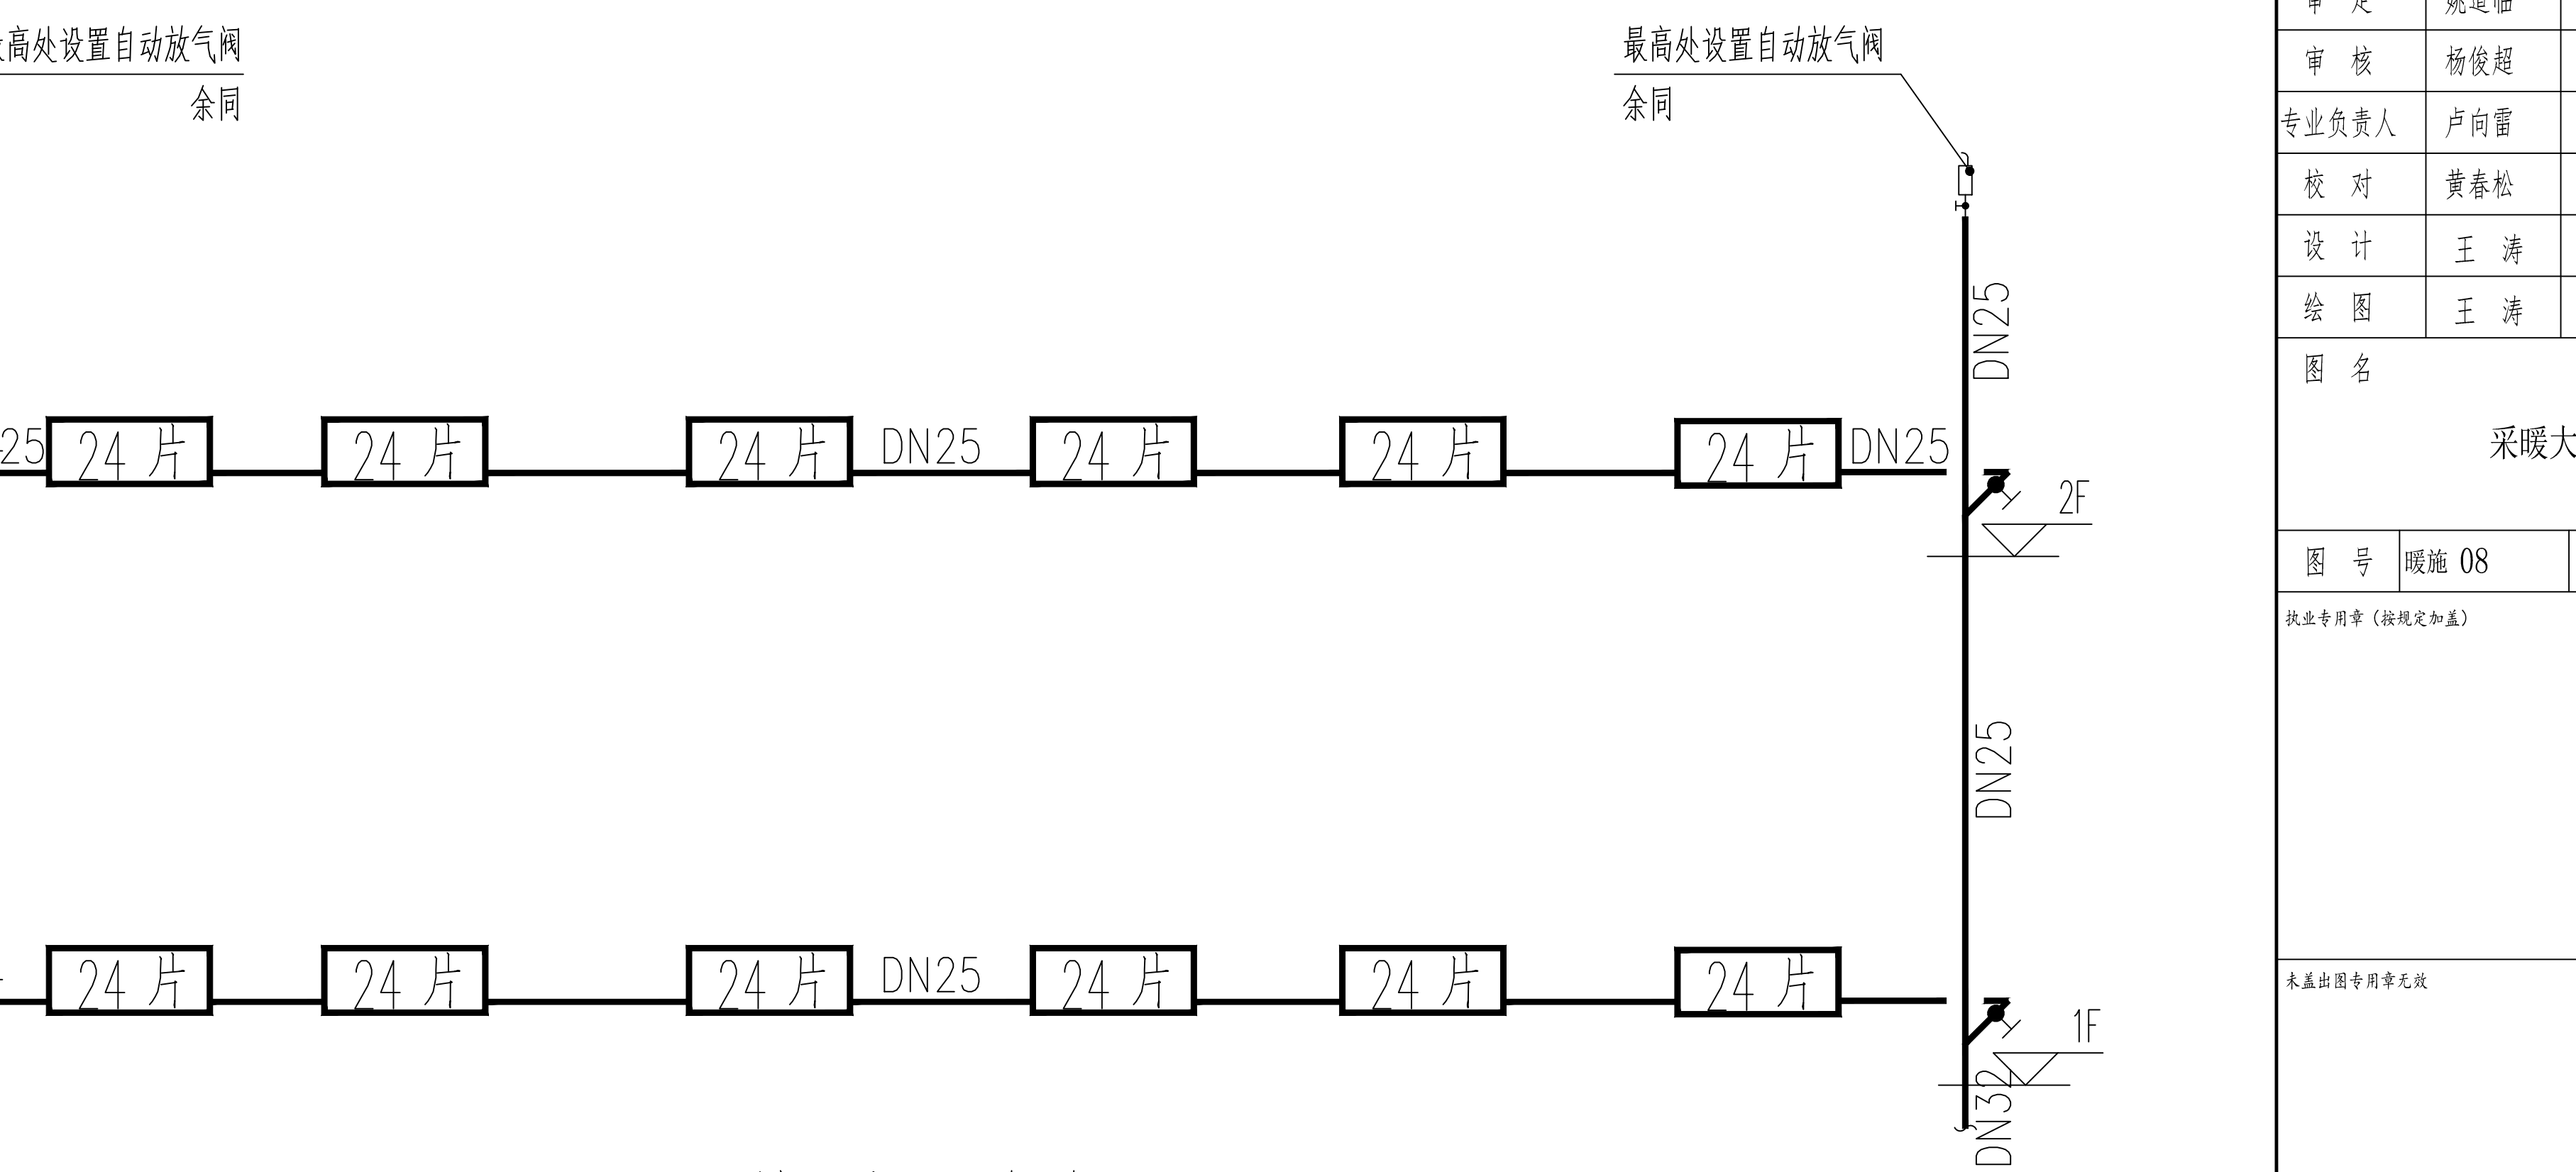 高处设置自动放气阀
余同
最高处设置自动放气阀
余同
DN25
25
24 片
24 片
24 片
DN25
24 片
24 片
24 片
DN25
2F
DN25
24 片
24 片
24 片
DN25
24 片
24 片
24 片
1F
DN32
审 定
审 核 杨俊超
专业负责人 卢向雷
校 对 黄春松
设 计 王 涛
绘 图 王 涛
图 名
采暖大
图 号 暖施 08
执业专用章（按规定加盖）
未盖出图专用章无效